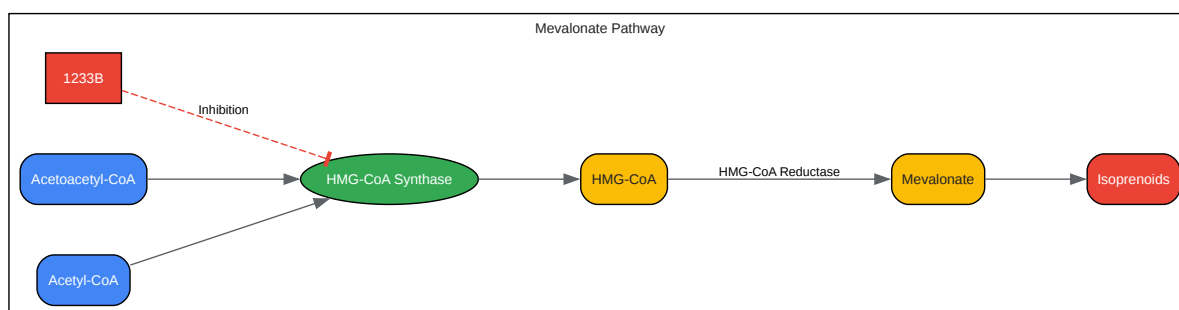 Mevalonate Pathway
1233B
Inhibition
Acetoacetyl-CoA
HMG-CoA Synthase
HMG-CoA
HMG-CoA Reductase
Mevalonate
Isoprenoids
Acetyl-CoA